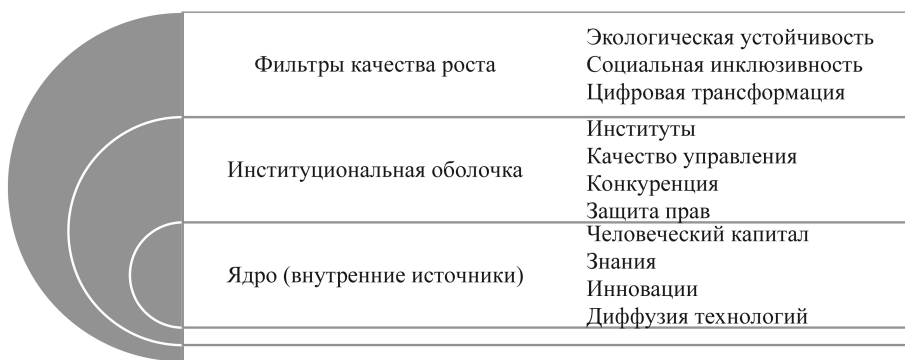 Фильтры качества роста
Экологическая устойчивость
Социальная инклюзивность
Цифровая трансформация
Институциональная оболочка
Институты
Качество управления
Конкуренция
Защита прав
Ядро (внутренние источники)
Человеческий капитал
Знания
Инновации
Диффузия технологий